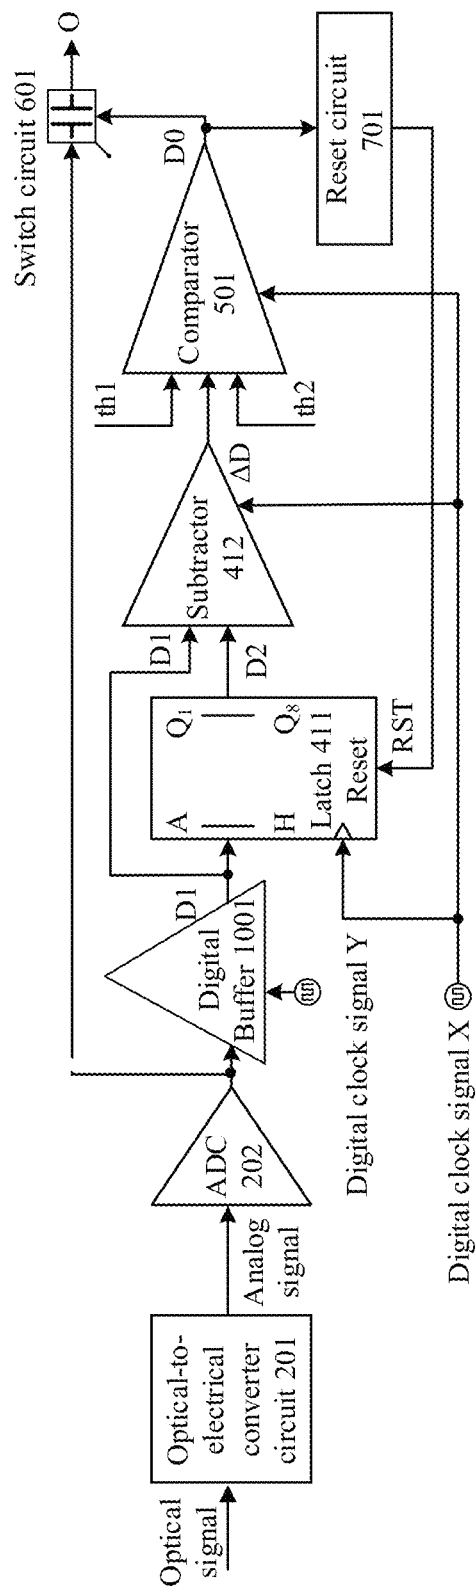 Optical
signal
Optical-to-
electrical
converter
circuit 201
Analog
signal
ADC
202
Digital
Buffer 1001
D1
Digital clock signal Y
Digital clock signal X
A
H
Q1
Q8
Latch 411
Reset
RST
D1
D2
Subtractor
412
ΔD
th1
th2
Comparator
501
D0
Switch circuit 601
O
Reset circuit
701